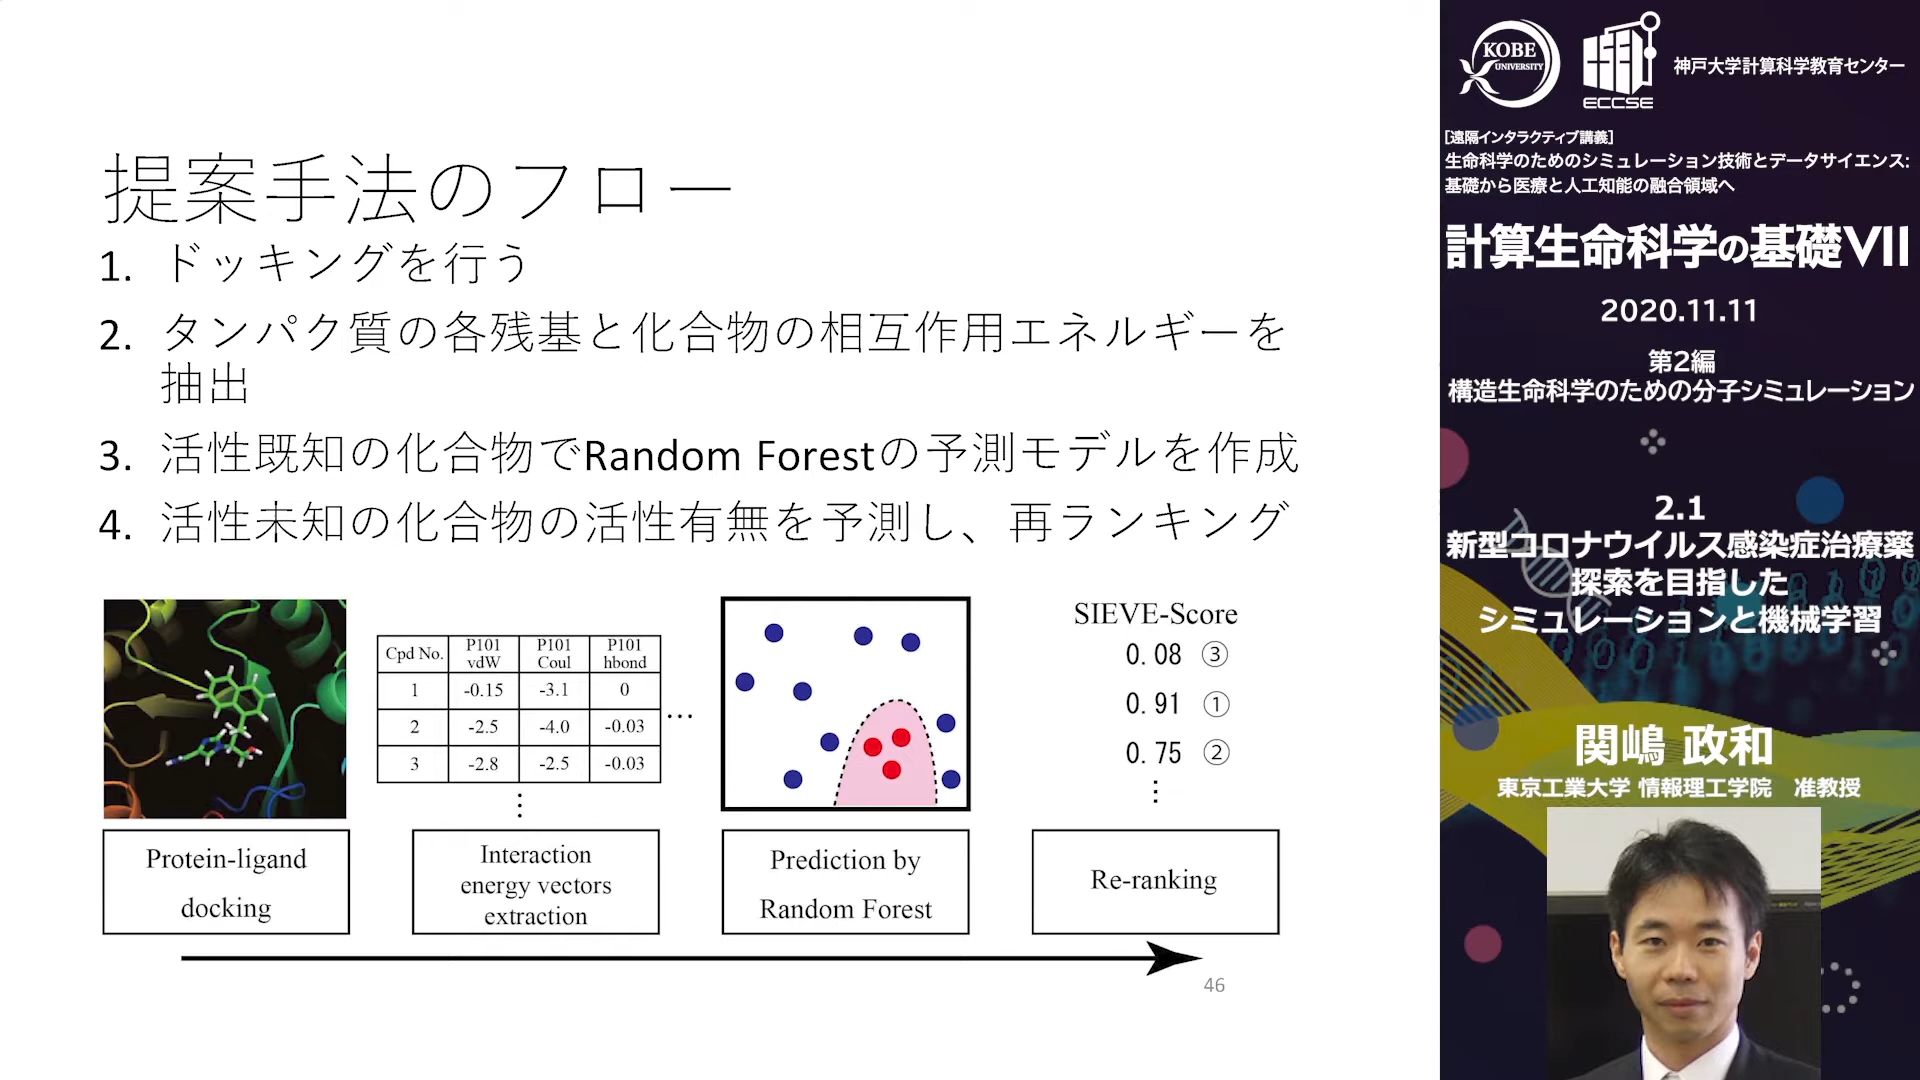 提案手法のフロー
1. ドッキングを行う
2. タンパク質の各残基と化合物の相互作用エネルギーを
抽出
3. 活性既知の化合物でRandom Forestの予測モデルを作成
4. 活性未知の化合物の活性有無を予測し、再ランキング
Cpd No. P101 vdW P101 Coul P101 hbond
1 -0.15 -3.1 0
2 -2.5 -4.0 -0.03
3 -2.8 -2.5 -0.03
…
⋮
SIEVE-Score
0.08 ③
0.91 ①
0.75 ②
⋮
Protein-ligand
docking
Interaction
energy vectors
extraction
Prediction by
Random Forest
Re-ranking
46
KOBE
UNIVERSITY
ECCSE
神戸大学計算科学教育センター
[遠隔インタラクティブ講義]
生命科学のためのシミュレーション技術とデータサイエンス:
基礎から医療と人工知能の融合領域へ
計算生命科学の基礎VII
2020.11.11
第2編
構造生命科学のための分子シミュレーション
2.1
新型コロナウイルス感染症治療薬
探索を目指した
シミュレーションと機械学習
関嶋 政和
東京工業大学 情報理工学院　准教授